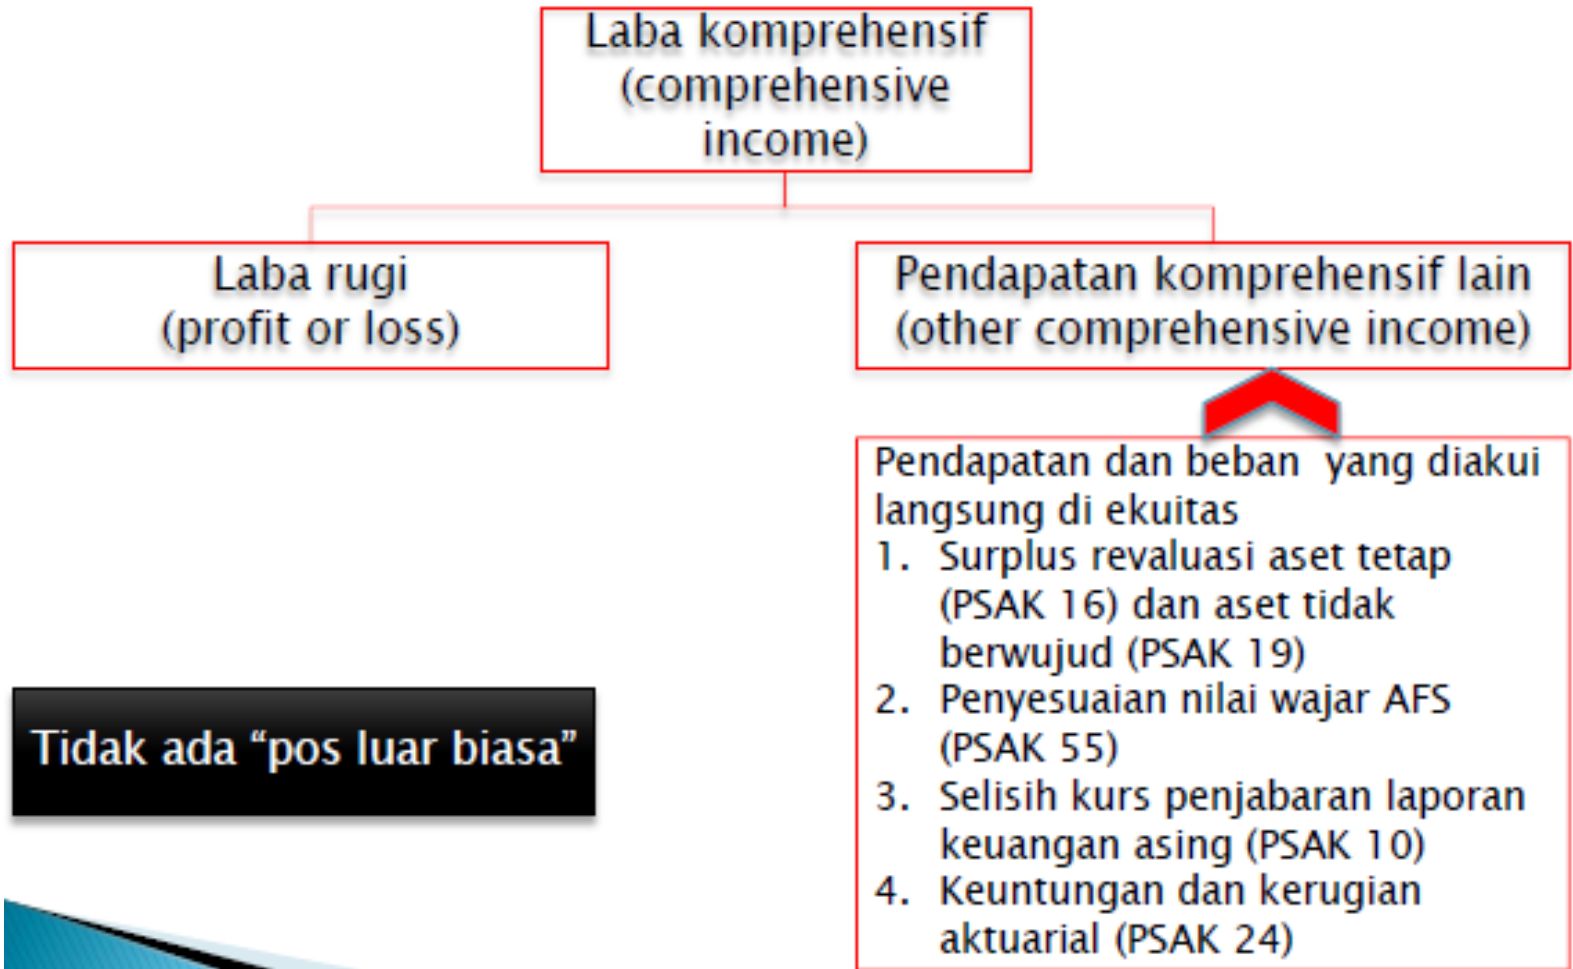 Laba komprehensif
(comprehensive
income)
Laba rugi
(profit or loss)
Pendapatan komprehensif lain
(other comprehensive income)
Pendapatan dan beban yang diakui
langsung di ekuitas
1. Surplus revaluasi aset tetap
(PSAK 16) dan aset tidak
berwujud (PSAK 19)
2. Penyesuaian nilai wajar AFS
(PSAK 55)
3. Selisih kurs penjabaran laporan
keuangan asing (PSAK 10)
4. Keuntungan dan kerugian
aktuarial (PSAK 24)
Tidak ada “pos luar biasa”